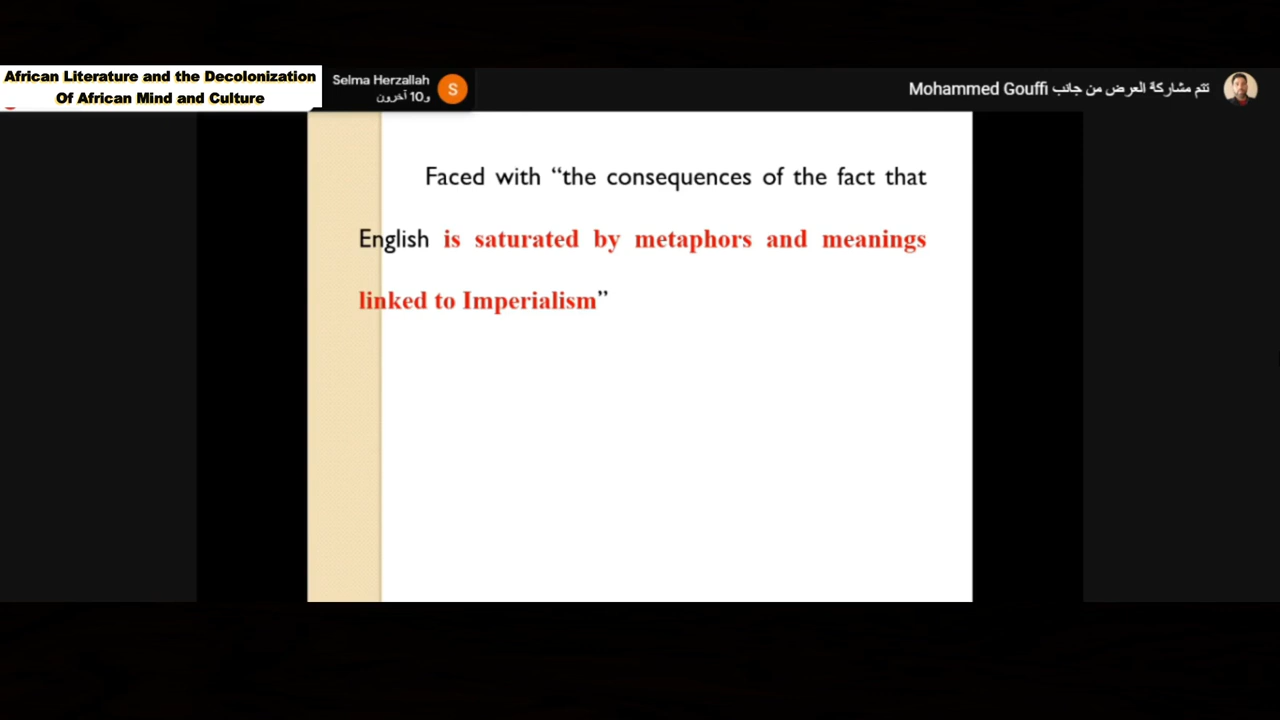 African Literature and the Decolonization
Of African Mind and Culture
Selma Herzallah
و10 آخرون
S
تتم مشاركة العرض من جانب Mohammed Gouffi
Faced with “the consequences of the fact that
English is saturated by metaphors and meanings
linked to Imperialism”